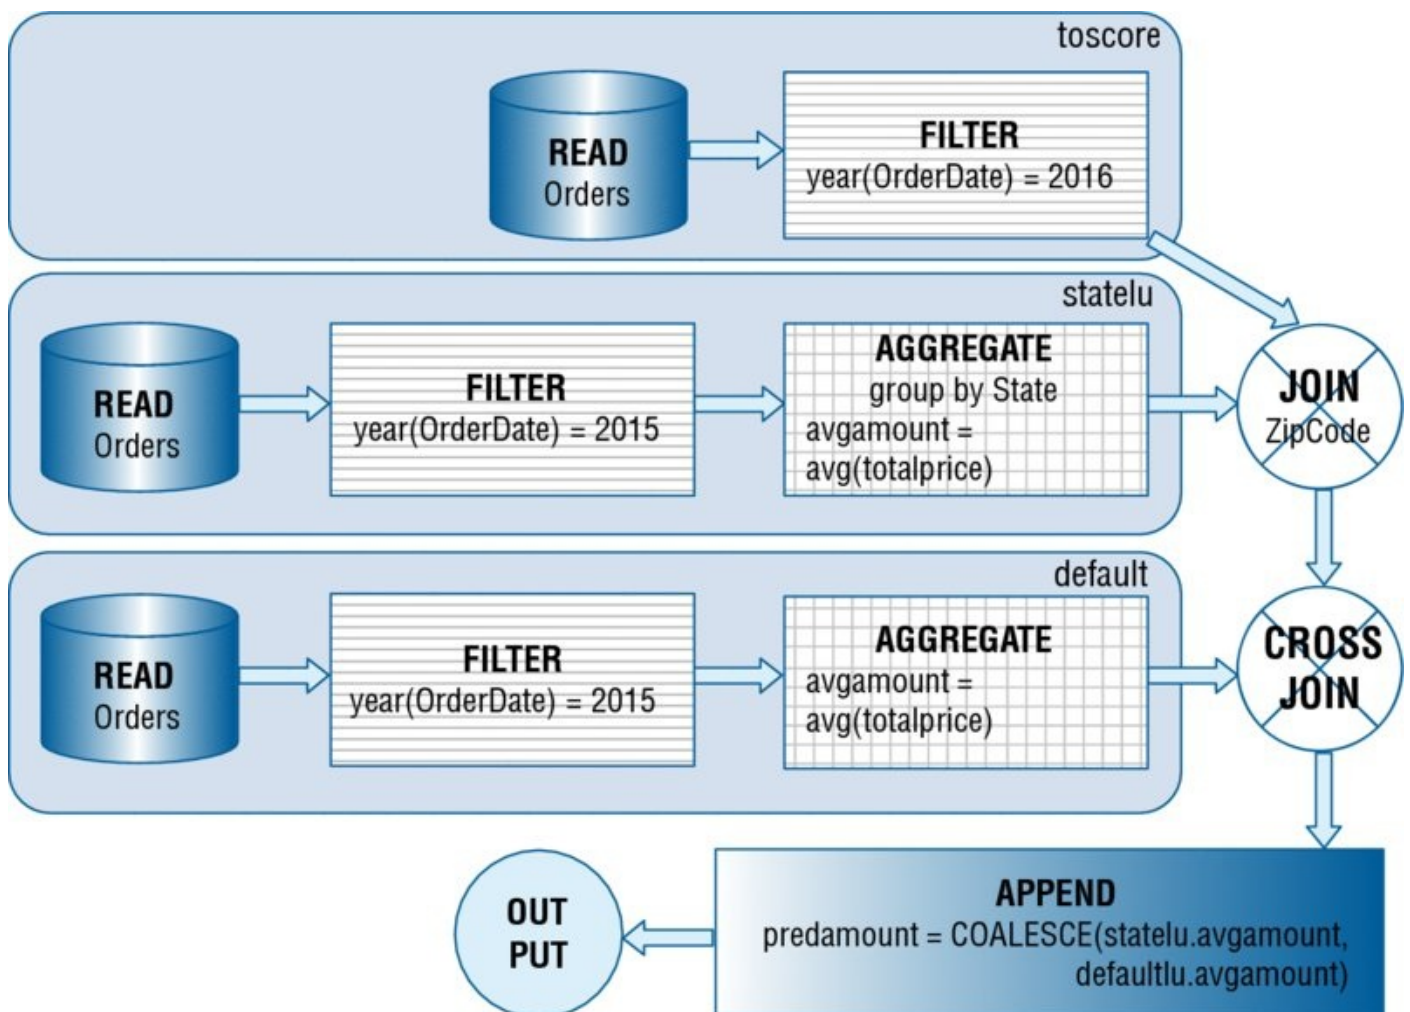 toscore
READ
Orders
FILTER
year(OrderDate) = 2016
statelu
READ
Orders
FILTER
year(OrderDate) = 2015
AGGREGATE
group by State
avgamount =
avg(totalprice)
JOIN
ZipCode
default
READ
Orders
FILTER
year(OrderDate) = 2015
AGGREGATE
avgamount =
avg(totalprice)
CROSS
JOIN
APPEND
predamount = COALESCE(statelu.avgamount,
defaultlu.avgamount)
OUT
PUT